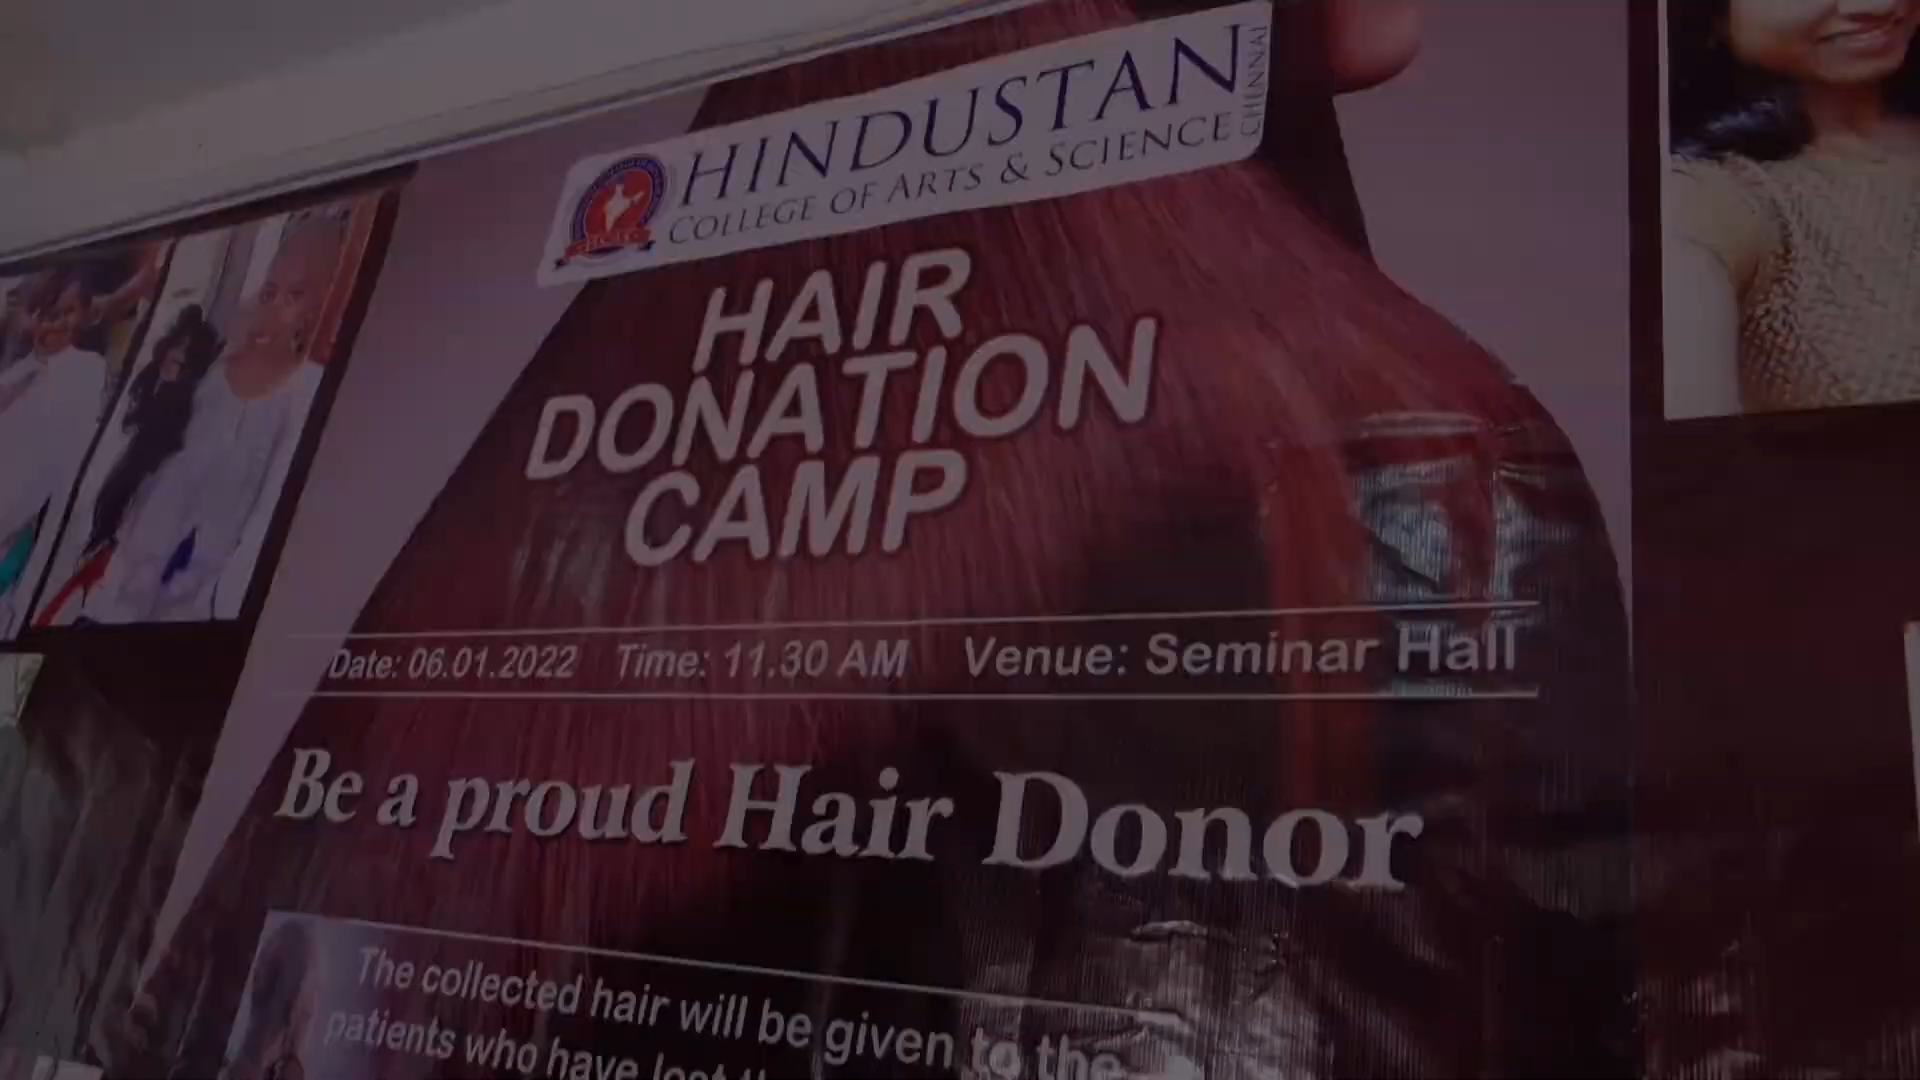 HINDUSTAN
CHENNAI
COLLEGE OF ARTS & SCIENCE
HAIR
DONATION
CAMP
Date: 06.01.2022 Time: 11.30 AM Venue: Seminar Hall
Be a proud Hair Donor
The collected hair will be given to the
patients who have lost